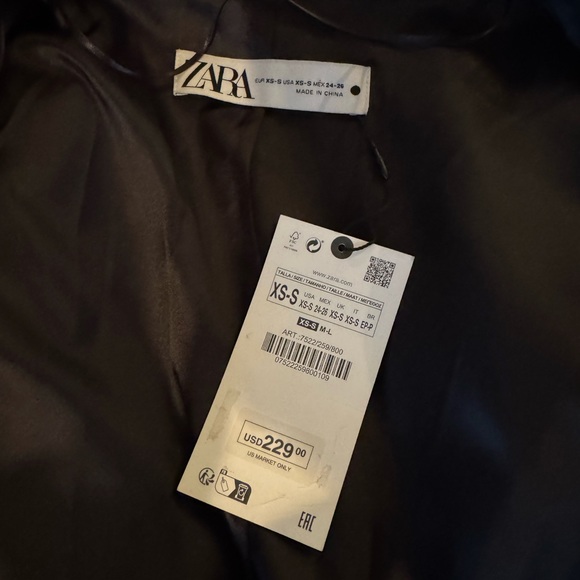 ZARA
EUR XS-S USA XS-S MEX 24-26
MADE IN CHINA
www.zara.com
TALLA / SIZE / TAMANHO / TAILLE / MAAT /
XS-S
USA MEX UK IT BR
XS-S 24-26 XS-S XS-S EP-P
XS-S M-L
ART.:7522/259/800
07522259800109
USD 229 00
US MARKET ONLY
EAC